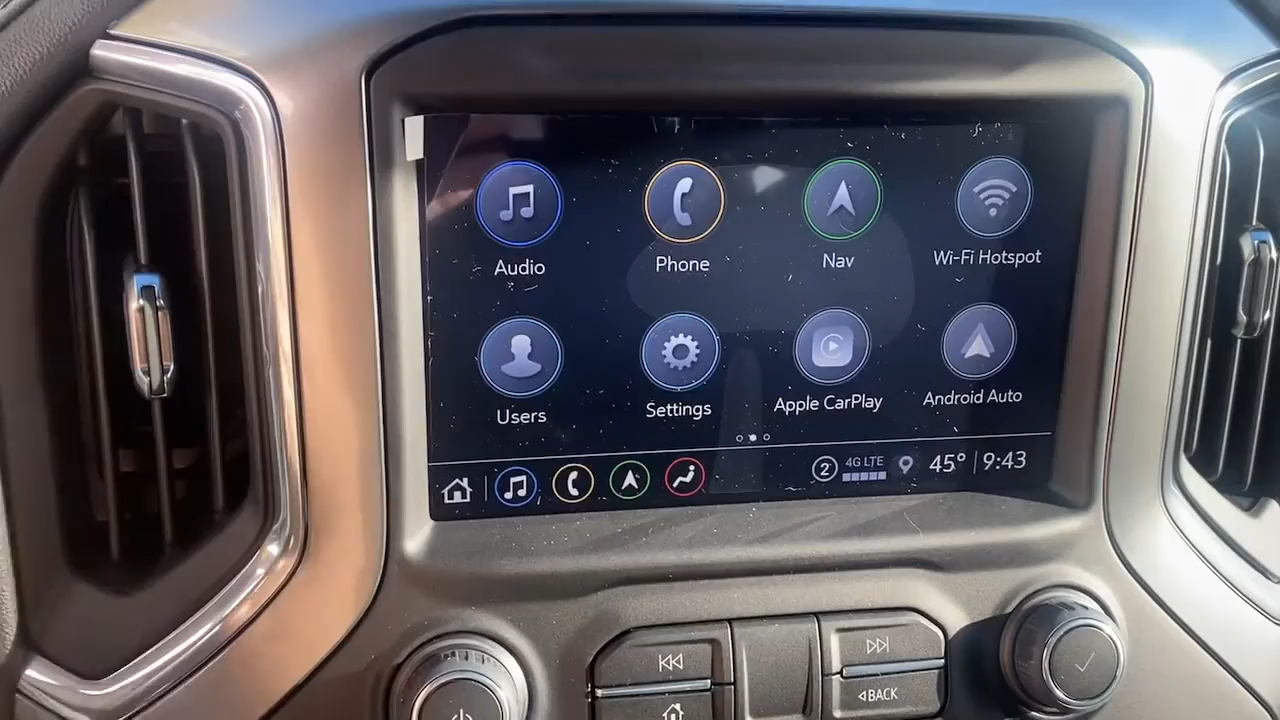 Audio
Phone
Nav
Wi-Fi Hotspot
Users
Settings
Apple CarPlay
Android Auto
2
4G LTE
45° 9:43
BACK